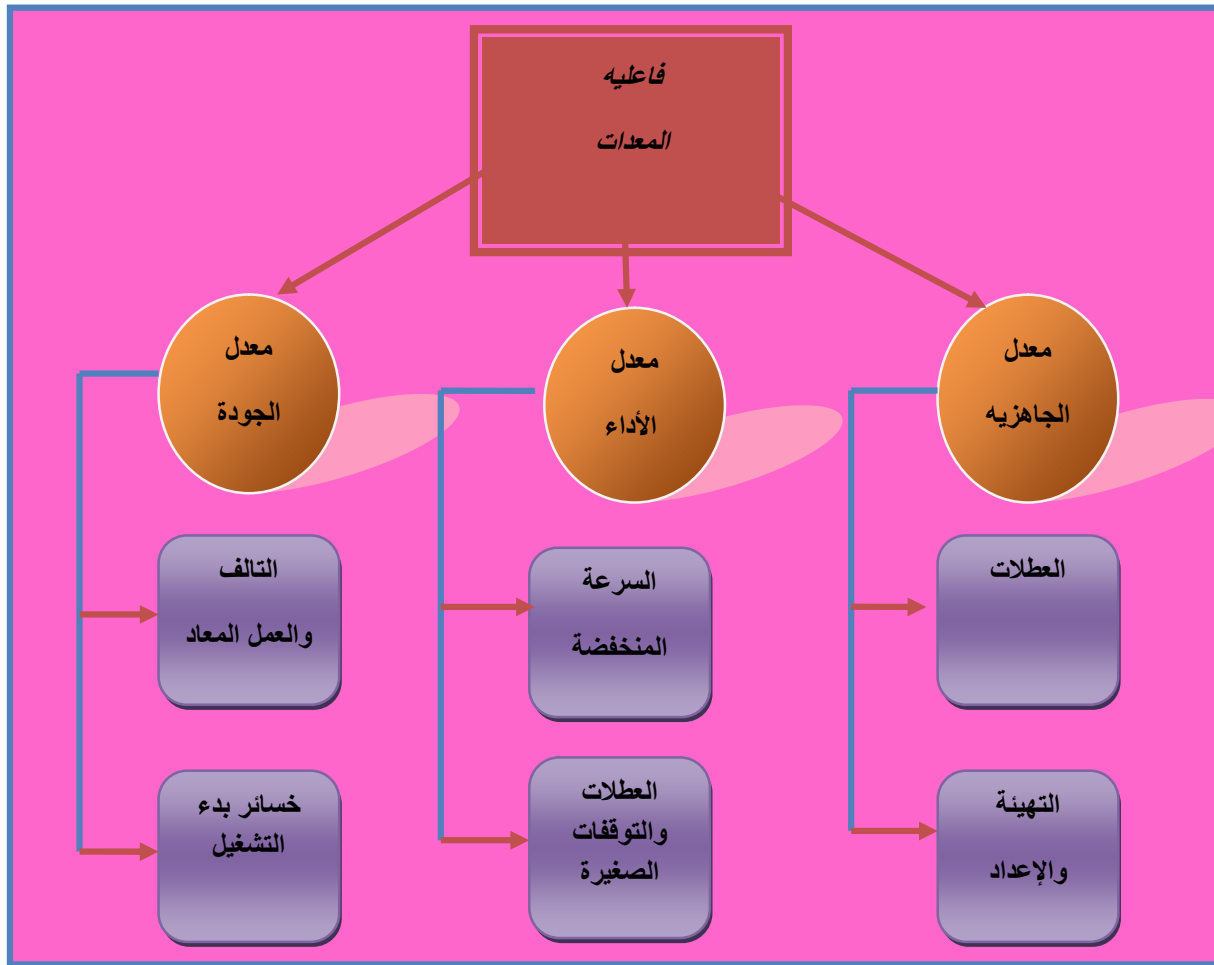 فاعليه
المعدات
معدل
الجاهزيه
معدل
الأداء
معدل
الجودة
العطلات
السرعة
المنخفضة
التالف
والعمل المعاد
التهيئة
والإعداد
العطلات
والتوقفات
الصغيرة
خسائر بدء
التشغيل